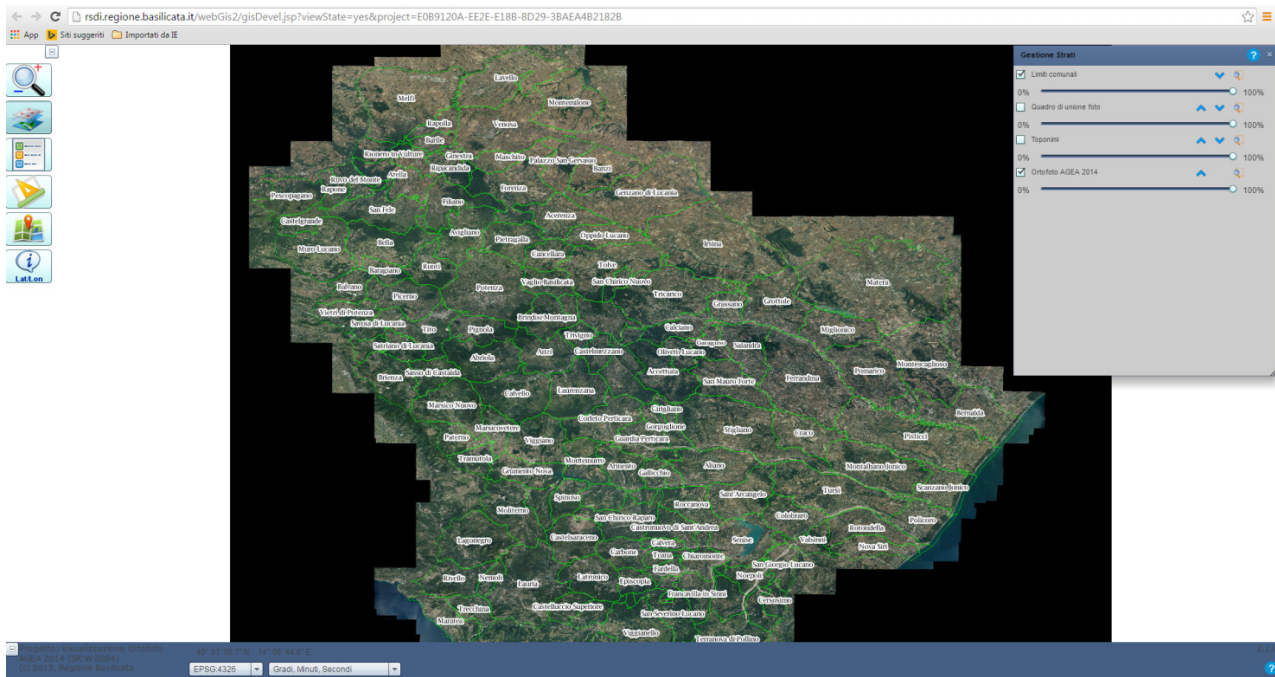 rsdi.regione.basilicata.it/webGis2/gisDevel.jsp?viewState=yes&project=E0B9120A-EE2E-E18B-8D29-3BAEA4B2182B
App Siti suggeriti Importati da IE
Gestione Strati
Limiti comunali
0% 100%
Quadro di unione foto
0% 100%
Toponimi
0% 100%
Ortofoto AGEA 2014
0% 100%
Lat/Lon
Lavello
Melfi
Montemilone
Rapolla
Venosa
Barile
Rionero in Vulture
Ginestra
Maschito
Palazzo San Gervasio
Atella
Ripacandida
Banzi
Ruvo del Monte
Rapone
Forenza
Genzano di Lucania
Pescopagano
Filiano
San Fele
Acerenza
Castelgrande
Avigliano
Pietragalla
Oppido Lucano
Muro Lucano
Bella
Irsina
Cancellara
Baragiano
Ruoti
Tolve
Balvano
Potenza
Vaglio Basilicata
San Chirico Nuovo
Matera
Picerno
Tricarico
Grassano
Grottole
Vietri di Potenza
Savoia di Lucania
Tito
Pignola
Brindisi Montagna
Calciano
Miglionico
Trivigno
Satriano di Lucania
Garaguso
Salandra
Abriola
Anzi
Castelmezzano
Oliveto Lucano
Montescaglioso
Brienza
Sasso di Castalda
Accettura
San Mauro Forte
Ferrandina
Pomarico
Calvello
Laurenzana
Marsico Nuovo
Cirigliano
Bernalda
Corleto Perticara
Gorgoglione
Marsicovetere
Stigliano
Craco
Paterno
Viggiano
Guardia Perticara
Pisticci
Tramutola
Montemurro
Armento
Aliano
Montalbano Jonico
Grumento Nova
Gallicchio
Scanzano Jonico
Spinoso
Sant'Arcangelo
Tursi
Moliterno
Roccanova
San Chirico Raparo
Colobraro
Policoro
Castronuovo di Sant'Andrea
Rotondella
Lagonegro
Castelsaraceno
Calvera
Senise
Valsinni
Nova Siri
Carbone
Teana
Chiaromonte
San Giorgio Lucano
Fardella
Noepoli
Rivello
Nemoli
Lauria
Latronico
Episcopia
Francavilla in Sinni
Cersosimo
Trecchina
Castelluccio Superiore
San Severino Lucano
Maratea
Viggianello
Terranova di Pollino
Progetto: Visualizzazione Ortofoto
AGEA 2014 (SR:WGS84)
(c) 2015, Regione Basilicata
EPSG:4326 Gradi, Minuti, Secondi